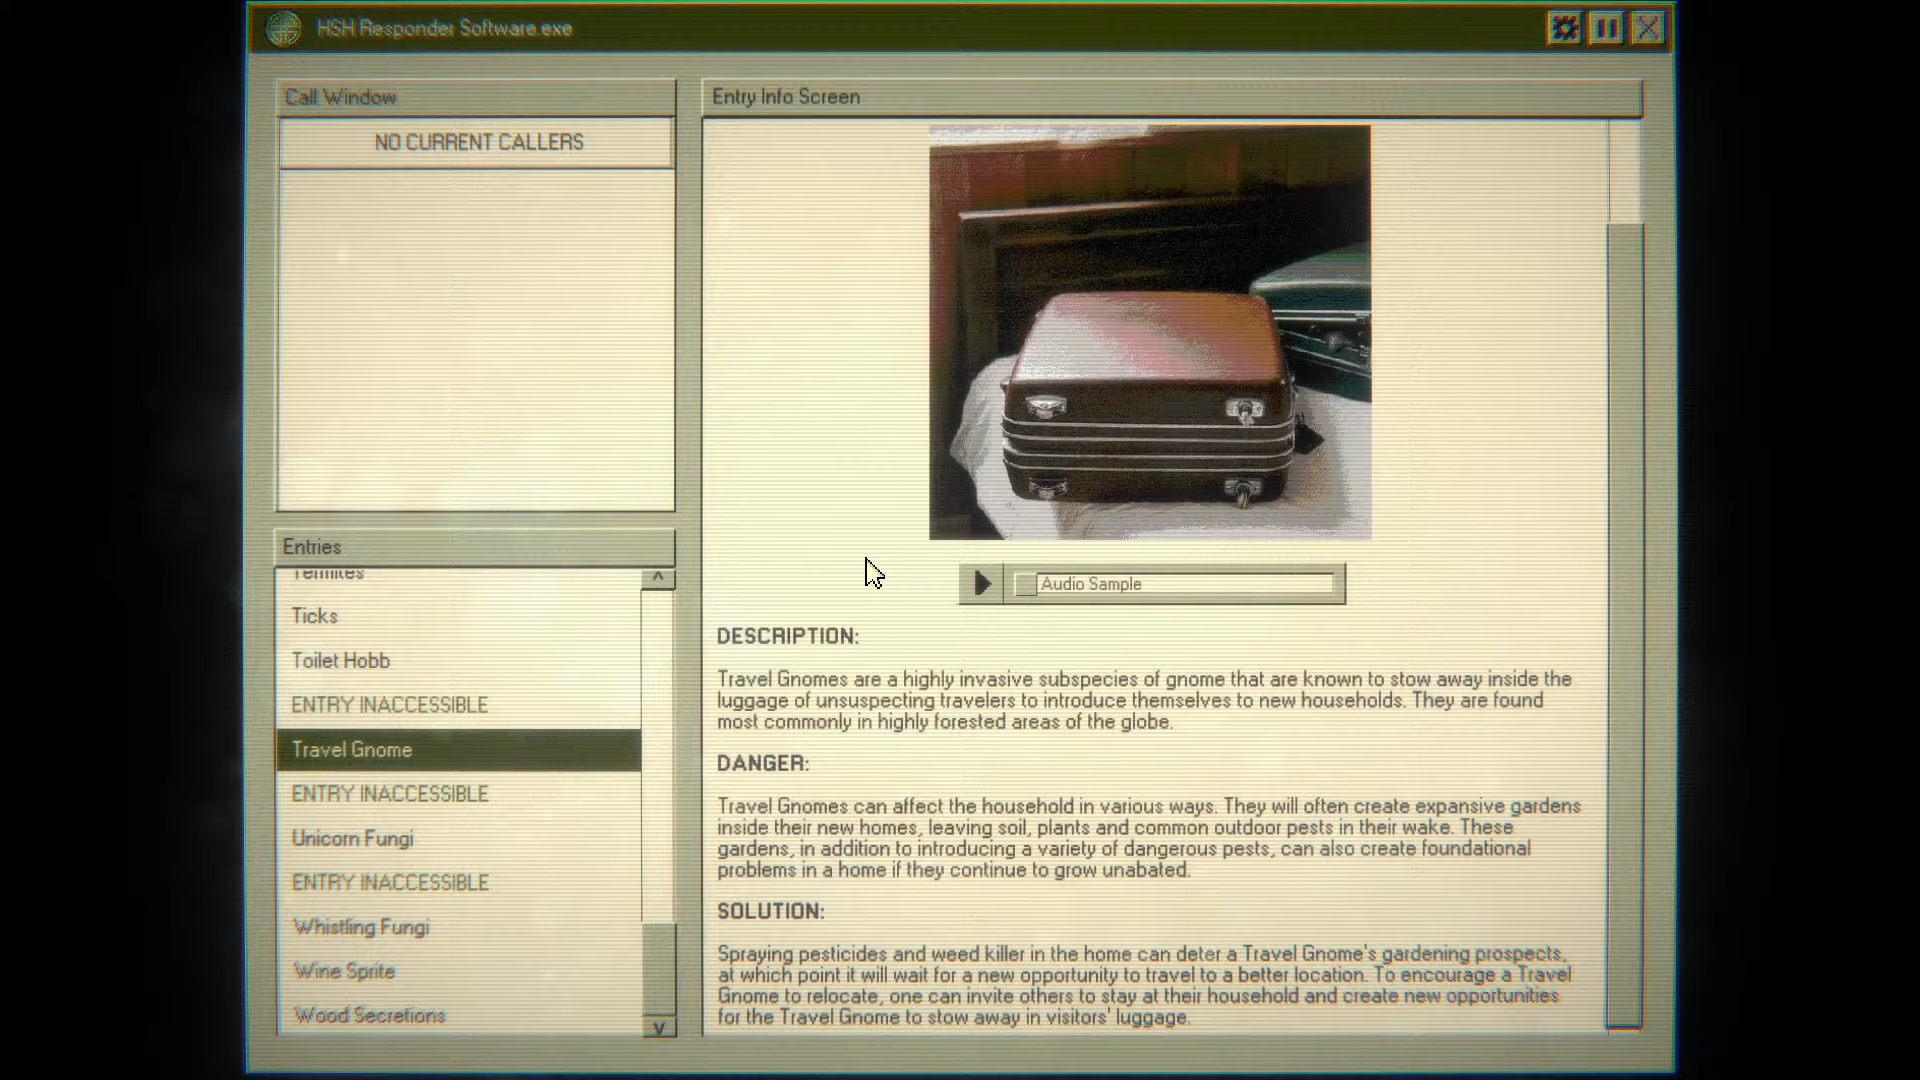 HSH Responder Software.exe
Call Window
NO CURRENT CALLERS
Entries
Termites
Ticks
Toilet Hobb
ENTRY INACCESSIBLE
Travel Gnome
ENTRY INACCESSIBLE
Unicorn Fungi
ENTRY INACCESSIBLE
Whistling Fungi
Wine Sprite
Wood Secretions
Entry Info Screen
Audio Sample
DESCRIPTION:
Travel Gnomes are a highly invasive subspecies of gnome that are known to stow away inside the
luggage of unsuspecting travelers to introduce themselves to new households. They are found
most commonly in highly forested areas of the globe.
DANGER:
Travel Gnomes can affect the household in various ways. They will often create expansive gardens
inside their new homes, leaving soil, plants and common outdoor pests in their wake. These
gardens, in addition to introducing a variety of dangerous pests, can also create foundational
problems in a home if they continue to grow unabated.
SOLUTION:
Spraying pesticides and weed killer in the home can deter a Travel Gnome's gardening prospects,
at which point it will wait for a new opportunity to travel to a better location. To encourage a Travel
Gnome to relocate, one can invite others to stay at their household and create new opportunities
for the Travel Gnome to stow away in visitors' luggage.